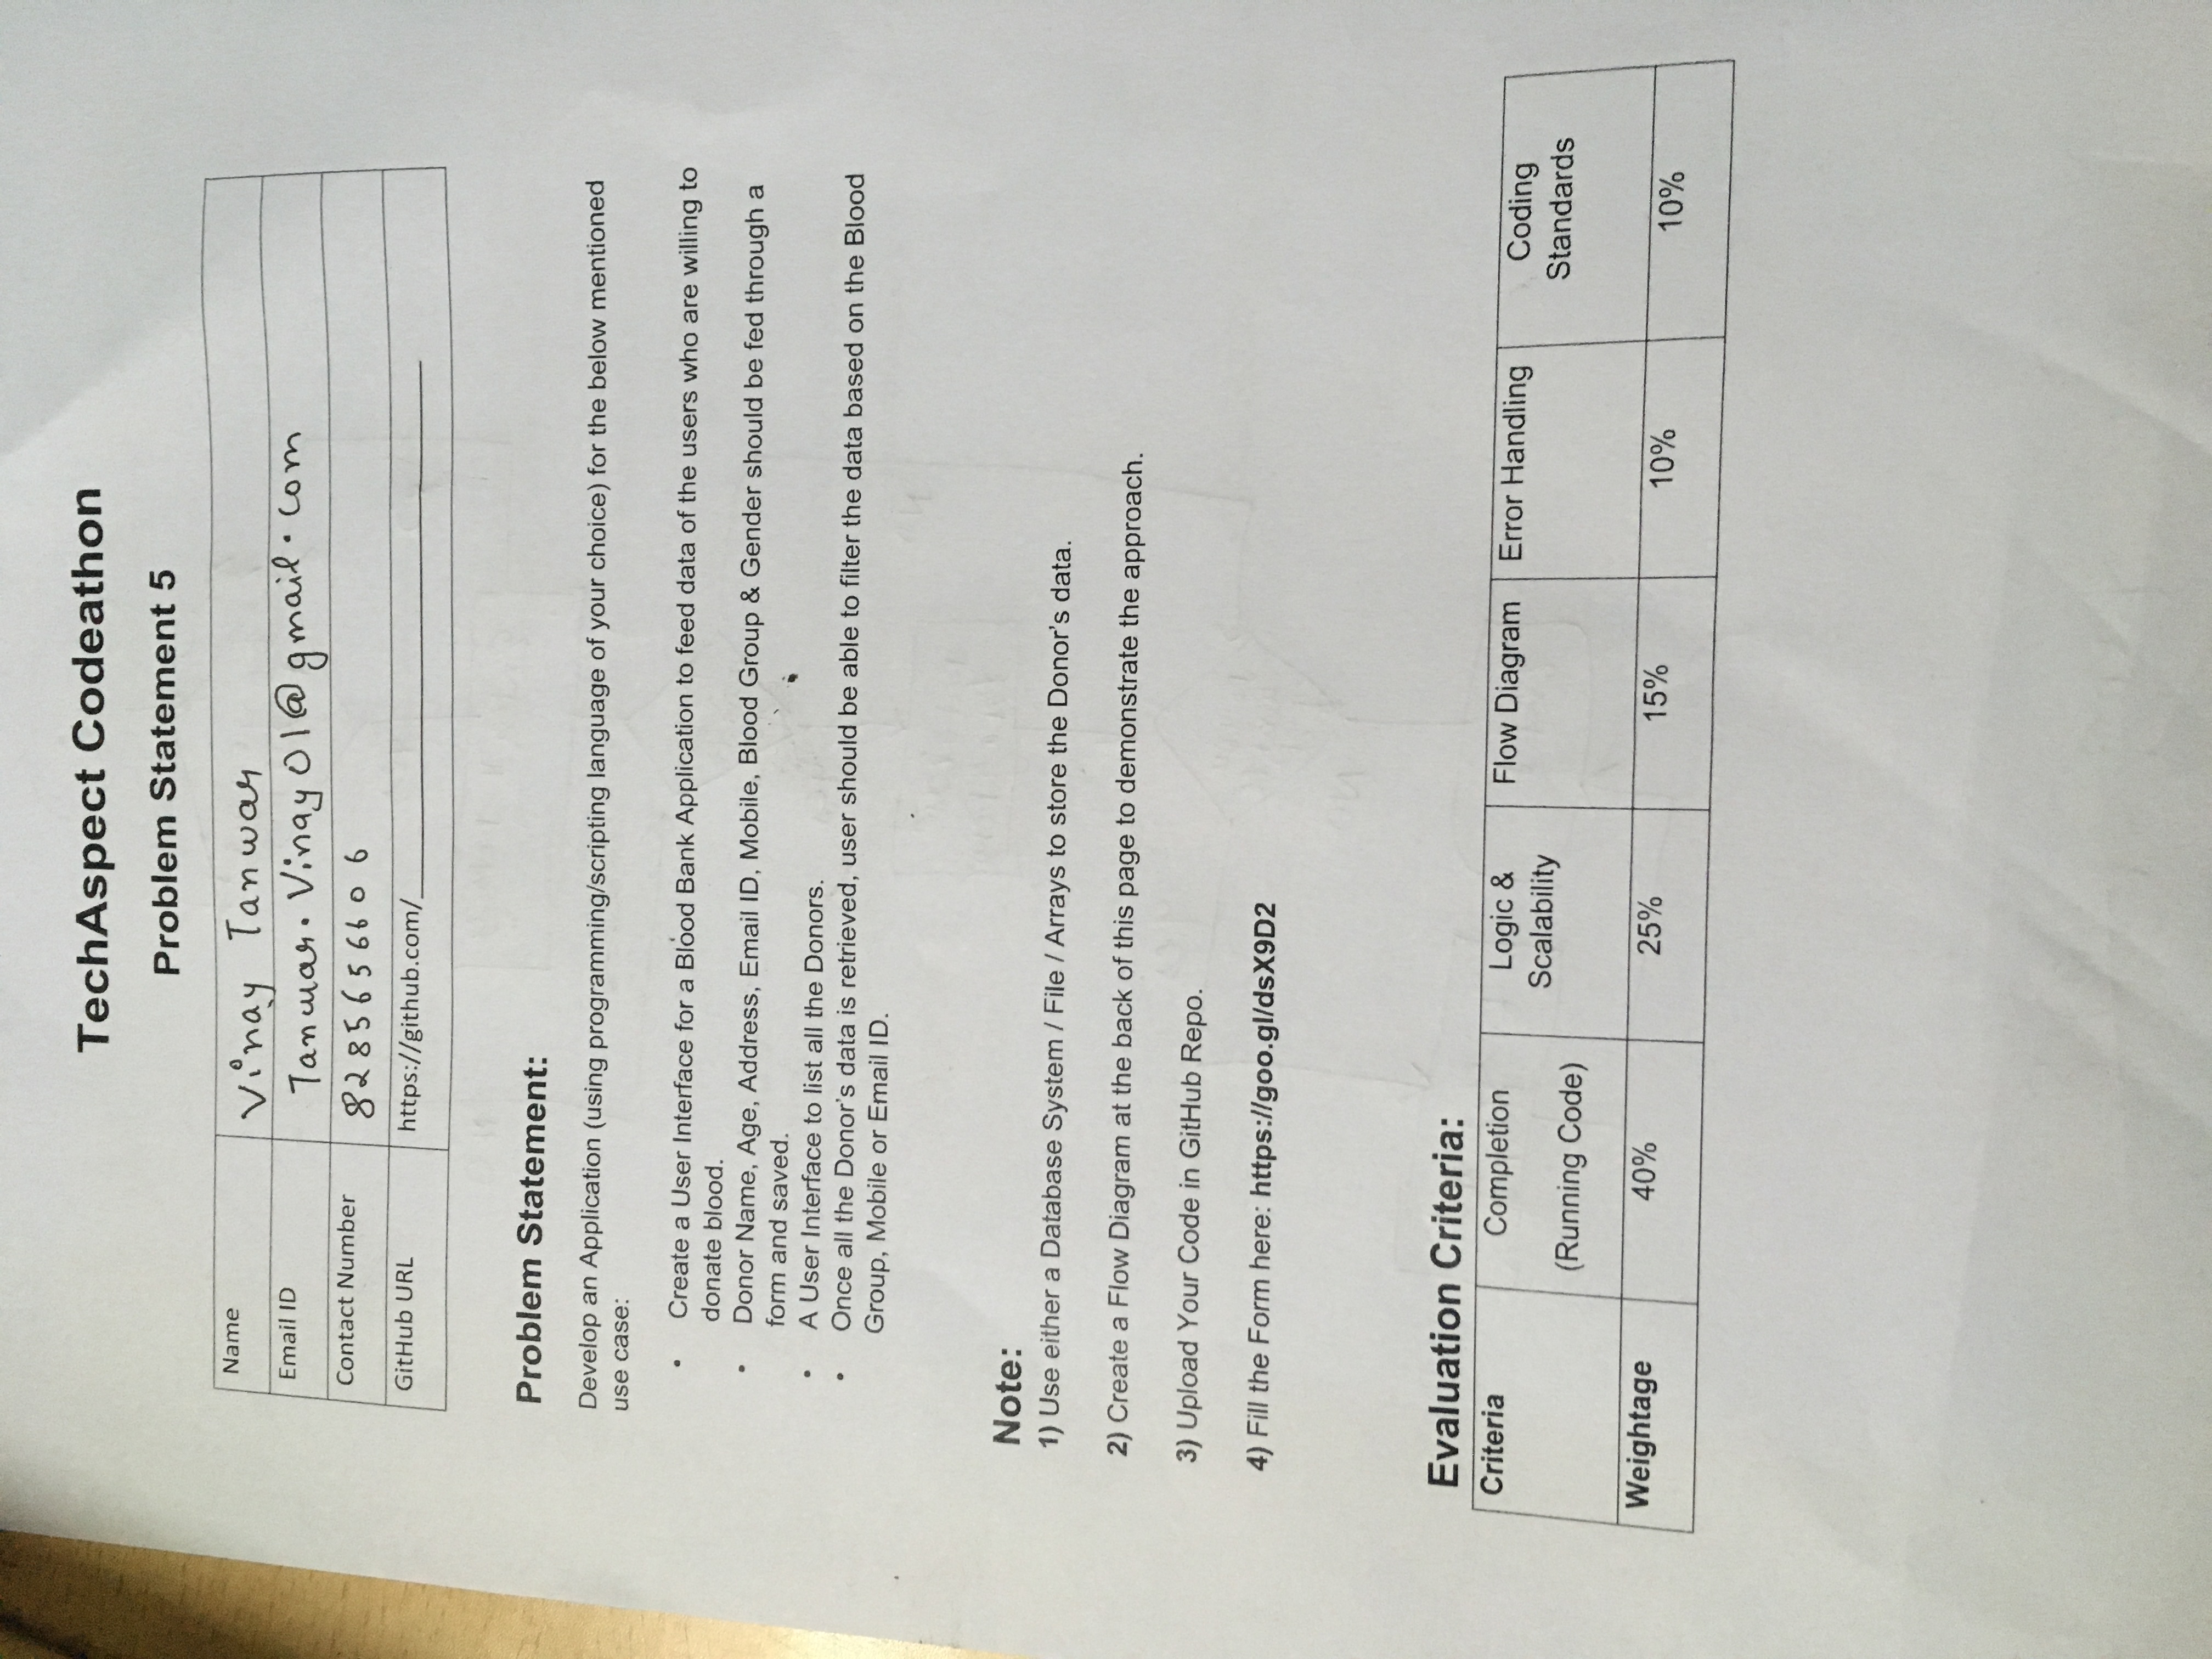 TechAspect Codeathon
Problem Statement 5
Name Vinay Tanwar
Email ID Tanwar.Vinay01@gmail.com
Contact Number 8285656606
GitHub URL https://github.com/
Problem Statement:
Develop an Application (using programming/scripting language of your choice) for the below mentioned
use case:
• Create a User Interface for a Blood Bank Application to feed data of the users who are willing to
donate blood.
• Donor Name, Age, Address, Email ID, Mobile, Blood Group & Gender should be fed through a
form and saved.
• A User Interface to list all the Donors.
• Once all the Donor's data is retrieved, user should be able to filter the data based on the Blood
Group, Mobile or Email ID.
Note:
1) Use either a Database System / File / Arrays to store the Donor's data.
2) Create a Flow Diagram at the back of this page to demonstrate the approach.
3) Upload Your Code in GitHub Repo.
4) Fill the Form here: https://goo.gl/dsX9D2
Evaluation Criteria:
Criteria Completion Logic & Flow Diagram Error Handling Coding
Scalability Standards
(Running Code)
Weightage 40% 25% 15% 10% 10%